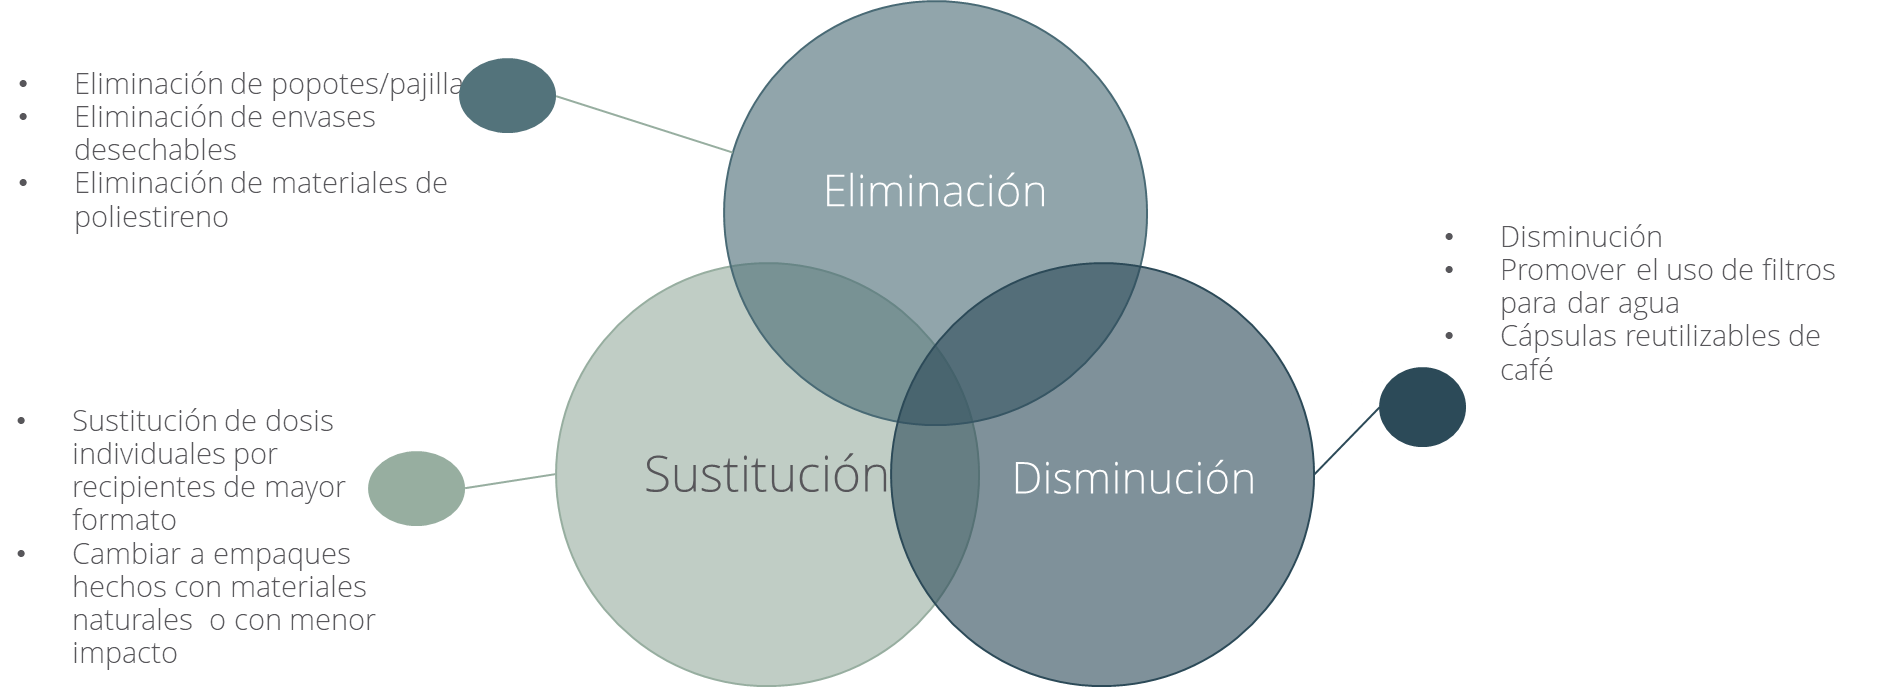 • Eliminación de popotes/pajilla
• Eliminación de envases
desechables
• Eliminación de materiales de
poliestireno
Eliminación
• Disminución
• Promover el uso de filtros
para dar agua
• Cápsulas reutilizables de
café
• Sustitución de dosis
individuales por
recipientes de mayor
formato
• Cambiar a empaques
hechos con materiales
naturales o con menor
impacto
Sustitución
Disminución